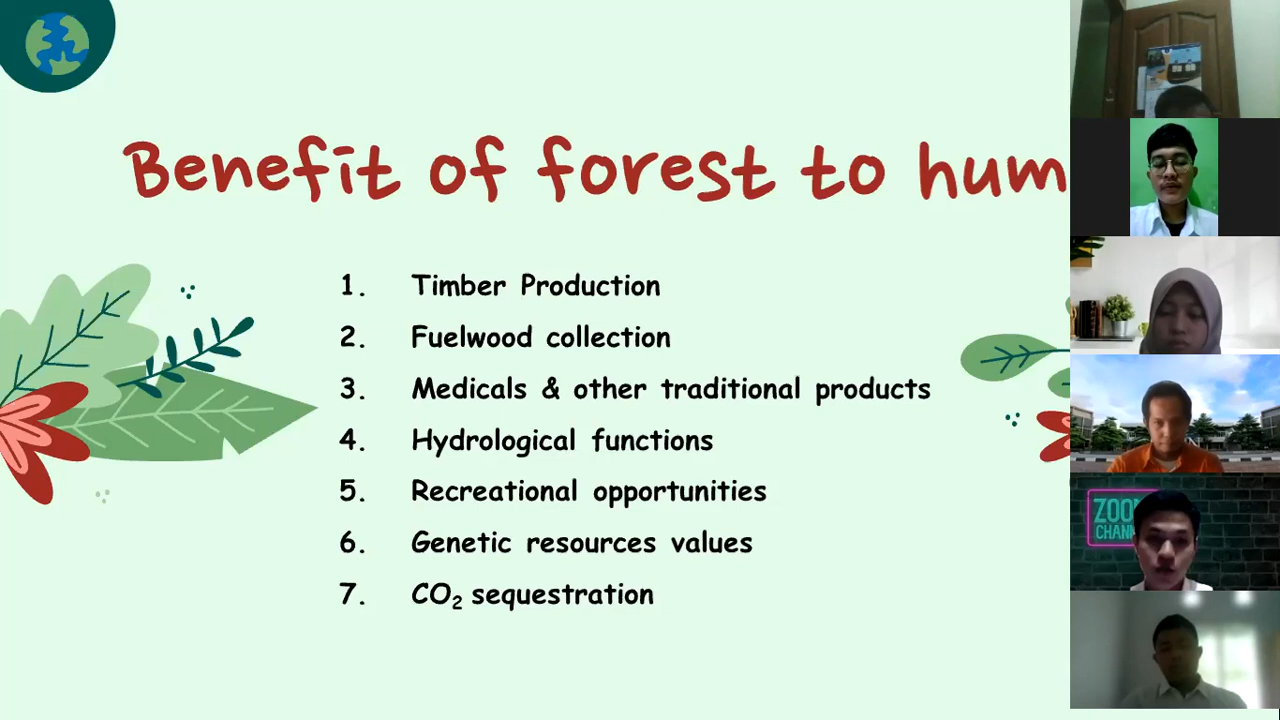 Benefit of forest to hum
1. Timber Production
2. Fuelwood collection
3. Medicals & other traditional products
4. Hydrological functions
5. Recreational opportunities
6. Genetic resources values
7. CO₂ sequestration
ZOO
CHANN